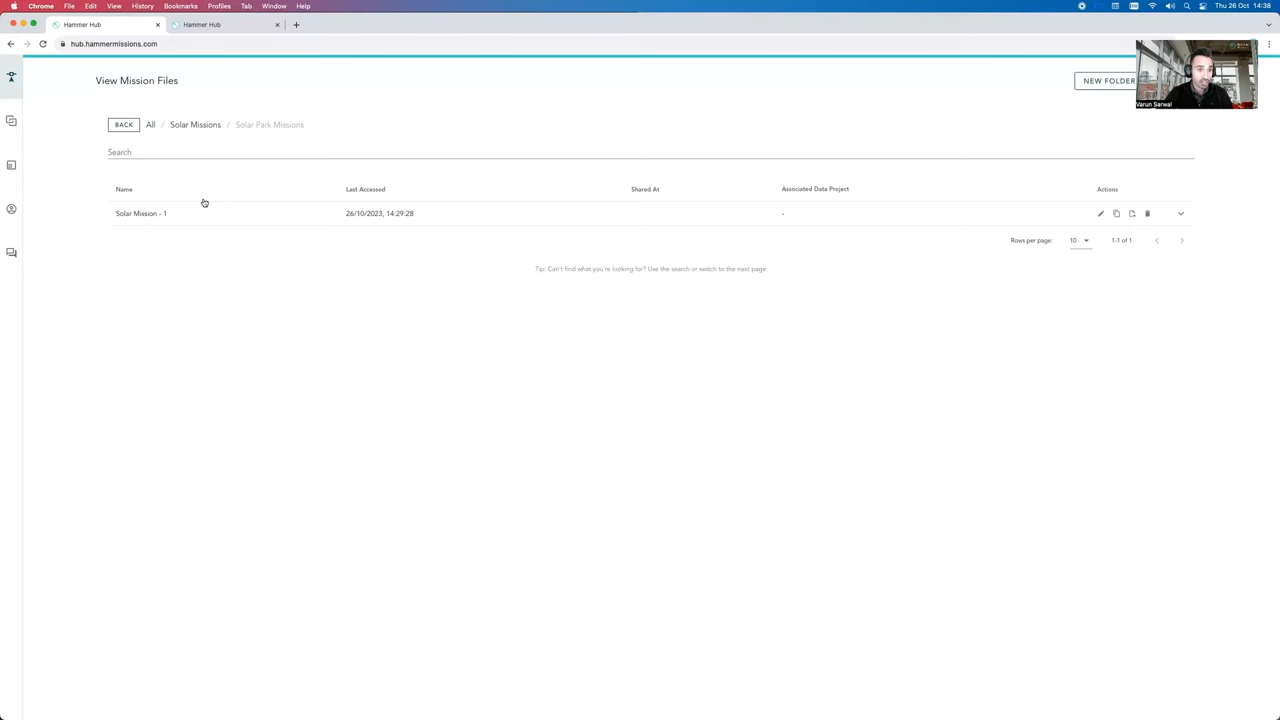 Chrome File Edit View History Bookmarks Profiles Tab Window Help
Thu 26 Oct 14:38
Hammer Hub
Hammer Hub
hub.hammermissions.com
View Mission Files
NEW FOLDER
Varun Sarwal
BACK All / Solar Missions / Solar Park Missions
Search
Name Last Accessed Shared At Associated Data Project Actions
Solar Mission - 1 26/10/2023, 14:29:28 -
Rows per page: 10 1-1 of 1
Tip: Can't find what you're looking for? Use the search or switch to the next page.